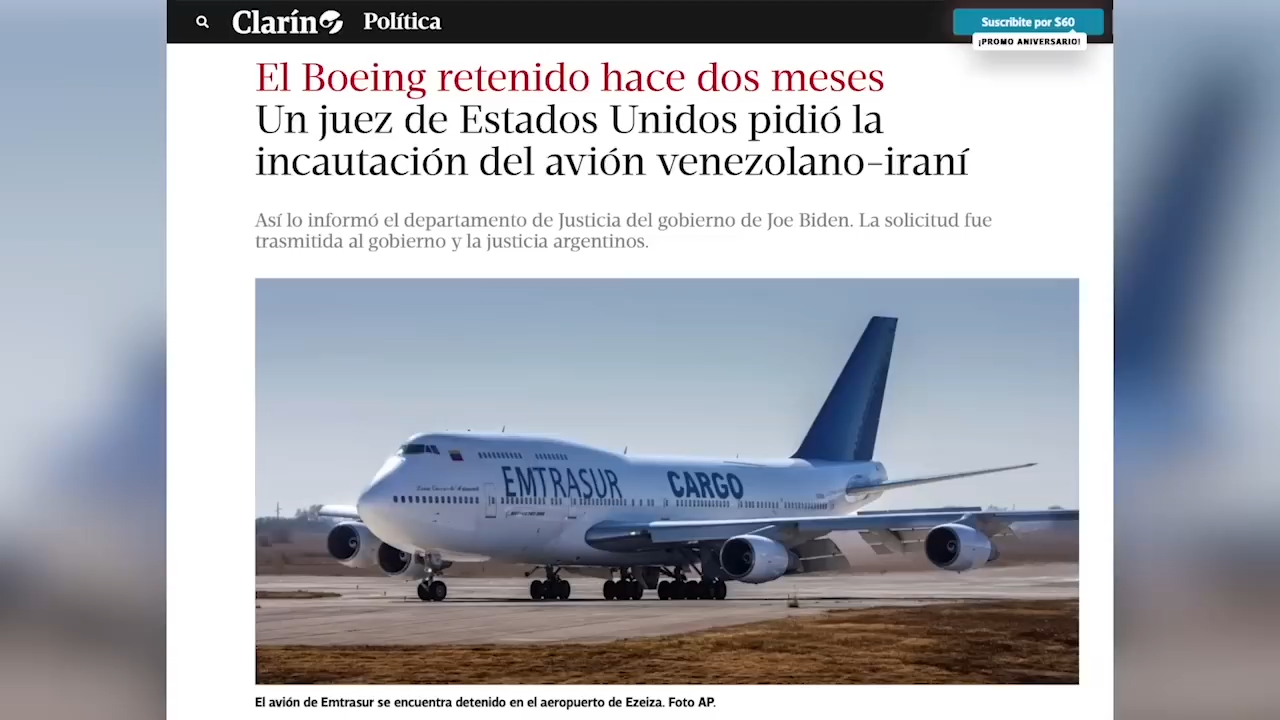 Clarín Política
Suscribite por $60
¡PROMO ANIVERSARIO!
El Boeing retenido hace dos meses
Un juez de Estados Unidos pidió la
incautación del avión venezolano-iraní
Así lo informó el departamento de Justicia del gobierno de Joe Biden. La solicitud fue
trasmitida al gobierno y la justicia argentinos.
EMTRASUR CARGO
El avión de Emtrasur se encuentra detenido en el aeropuerto de Ezeiza. Foto AP.